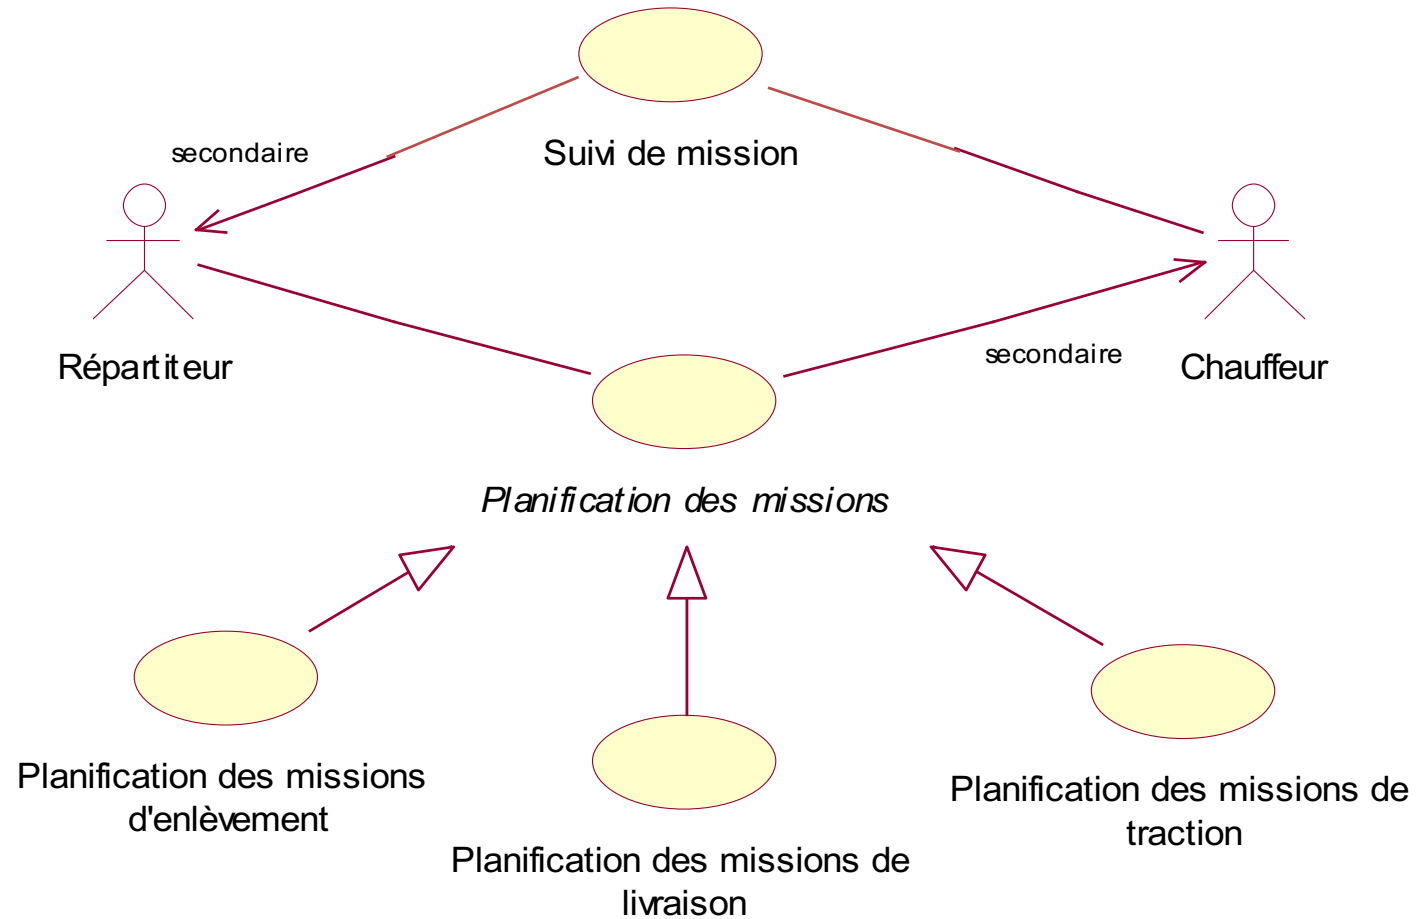 secondaire
Suivi de mission
Répartiteur
secondaire
Chauffeur
Planification des missions
Planification des missions
d'enlèvement
Planification des missions de
livraison
Planification des missions de
traction